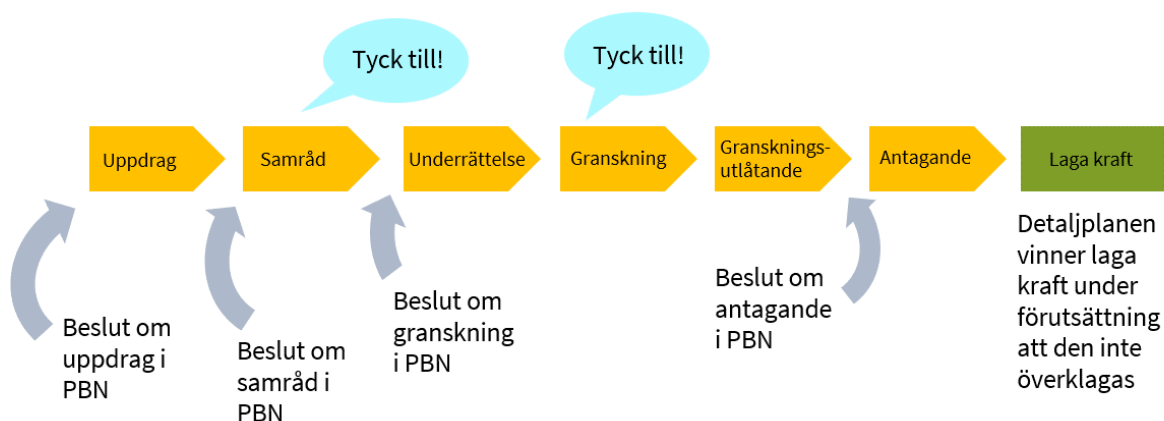 Tyck till!
Tyck till!
Uppdrag
Samråd
Underrättelse
Granskning
Gransknings-
utlåtande
Antagande
Laga kraft
Beslut om
uppdrag i
PBN
Beslut om
samråd i
PBN
Beslut om
granskning
i PBN
Beslut om
antagande
i PBN
Detaljplanen
vinner laga
kraft under
förutsättning
att den inte
överklagas